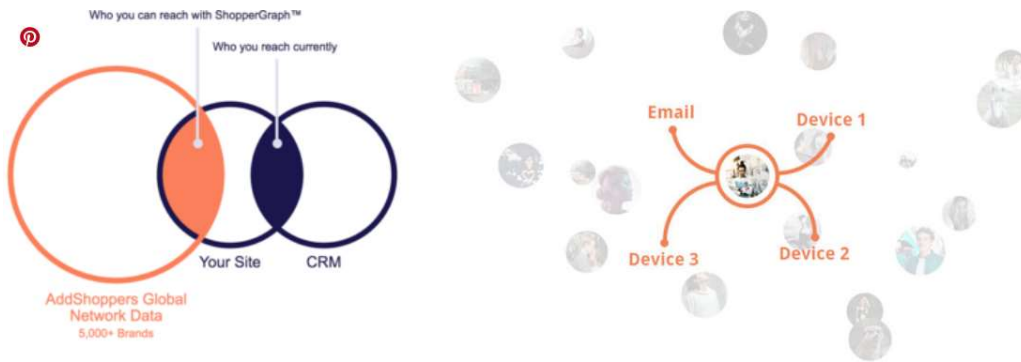 Who you can reach with ShopperGraph™
Who you reach currently
Your Site
CRM
AddShoppers Global
Network Data
5,000+ Brands
Email
Device 1
Device 3
Device 2